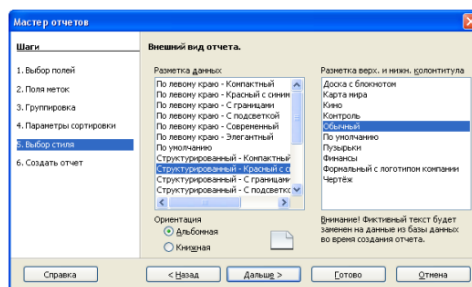 Мастер отчетов
Шаги
1. Выбор полей
2. Поля меток
3. Группировка
4. Параметры сортировки
5. Выбор стиля
6. Создать отчет
Внешний вид отчета.
Разметка данных
По левому краю - Компактный
По левому краю - Красный с синим
По левому краю - С границами
По левому краю - С подсветкой
По левому краю - Современный
По левому краю - Элегантный
По умолчанию
Структурированный - Компактный
Структурированный - Красный с с
Структурированный - С границами
Структурированный - С подсветко
Ориентация
Альбомная
Книжная
Разметка верх. и нижн. колонтитула
Доска с блокнотом
Карта мира
Кино
Контроль
Обычный
По умолчанию
Пузырьки
Финансы
Формальный с логотипом компании
Чертёж
Внимание! Фиктивный текст будет
заменен на данные из базы данных
во время создания отчета.
Справка
< Назад
Дальше >
Готово
Отмена